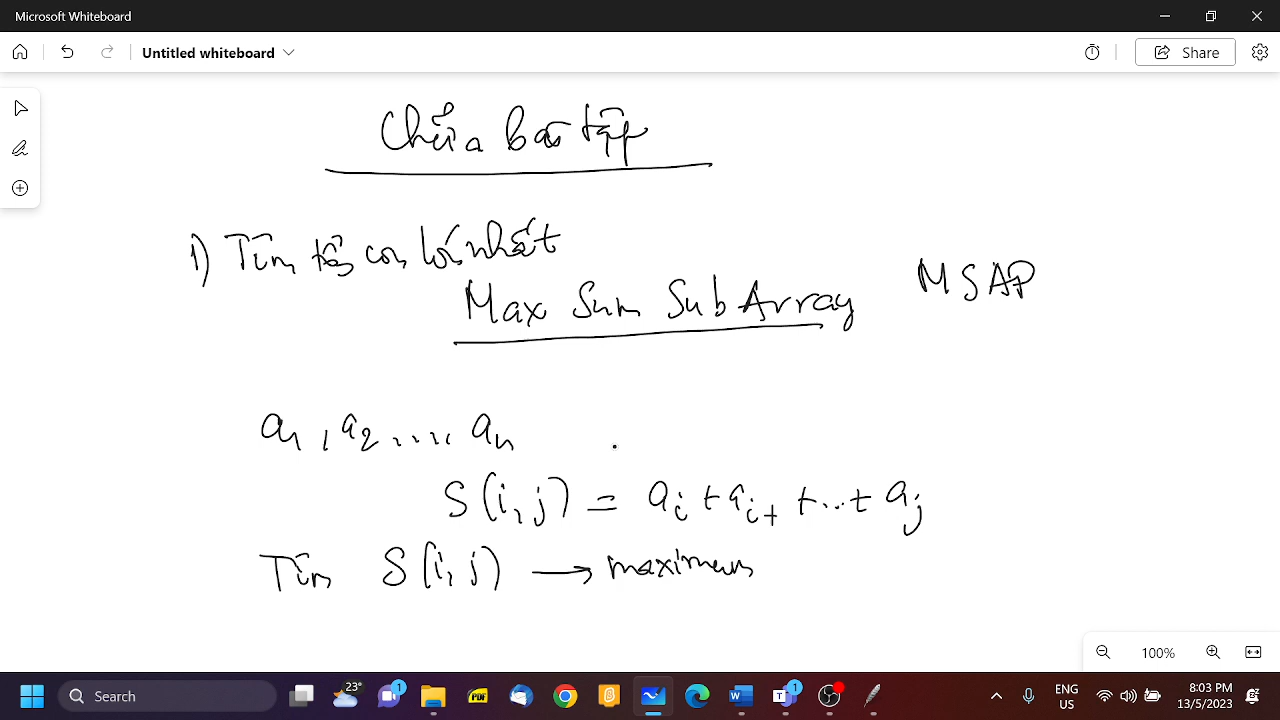 Microsoft Whiteboard
Untitled whiteboard
Share
Chữa bài tập
1) Tìm tổng con lớn nhất
Max Sum SubArray MSAP
a1, a2 ...., an
S(i,j) = ai + ai+ + ... + aj
Tìm S(i,j) → maximum
100%
Search
23°
1
PDF
1
ENG
US
8:03 PM
13/5/2023